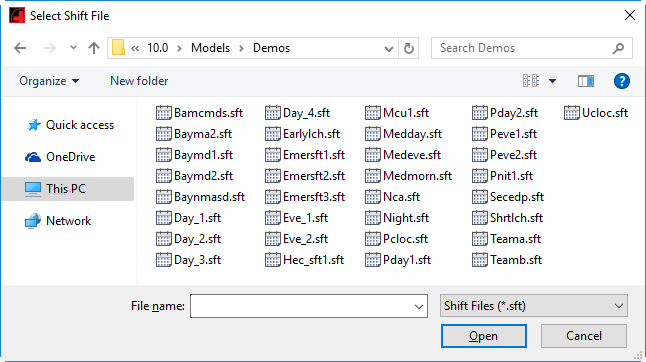 Select Shift File
« 10.0 > Models > Demos
Search Demos
Organize
New folder
Quick access
OneDrive
This PC
Network
Bamcmds.sft
Bayma2.sft
Baymd1.sft
Baymd2.sft
Baynmasd.sft
Day_1.sft
Day_2.sft
Day_3.sft
Day_4.sft
Earlylch.sft
Emersft1.sft
Emersft2.sft
Emersft3.sft
Eve_1.sft
Eve_2.sft
Hec_sft1.sft
Mcu1.sft
Medday.sft
Medeve.sft
Medmorn.sft
Nca.sft
Night.sft
Pcloc.sft
Pday1.sft
Pday2.sft
Peve1.sft
Peve2.sft
Pnit1.sft
Secedp.sft
Shrtlch.sft
Teama.sft
Teamb.sft
Ucloc.sft
File name:
Shift Files (*.sft)
Open
Cancel